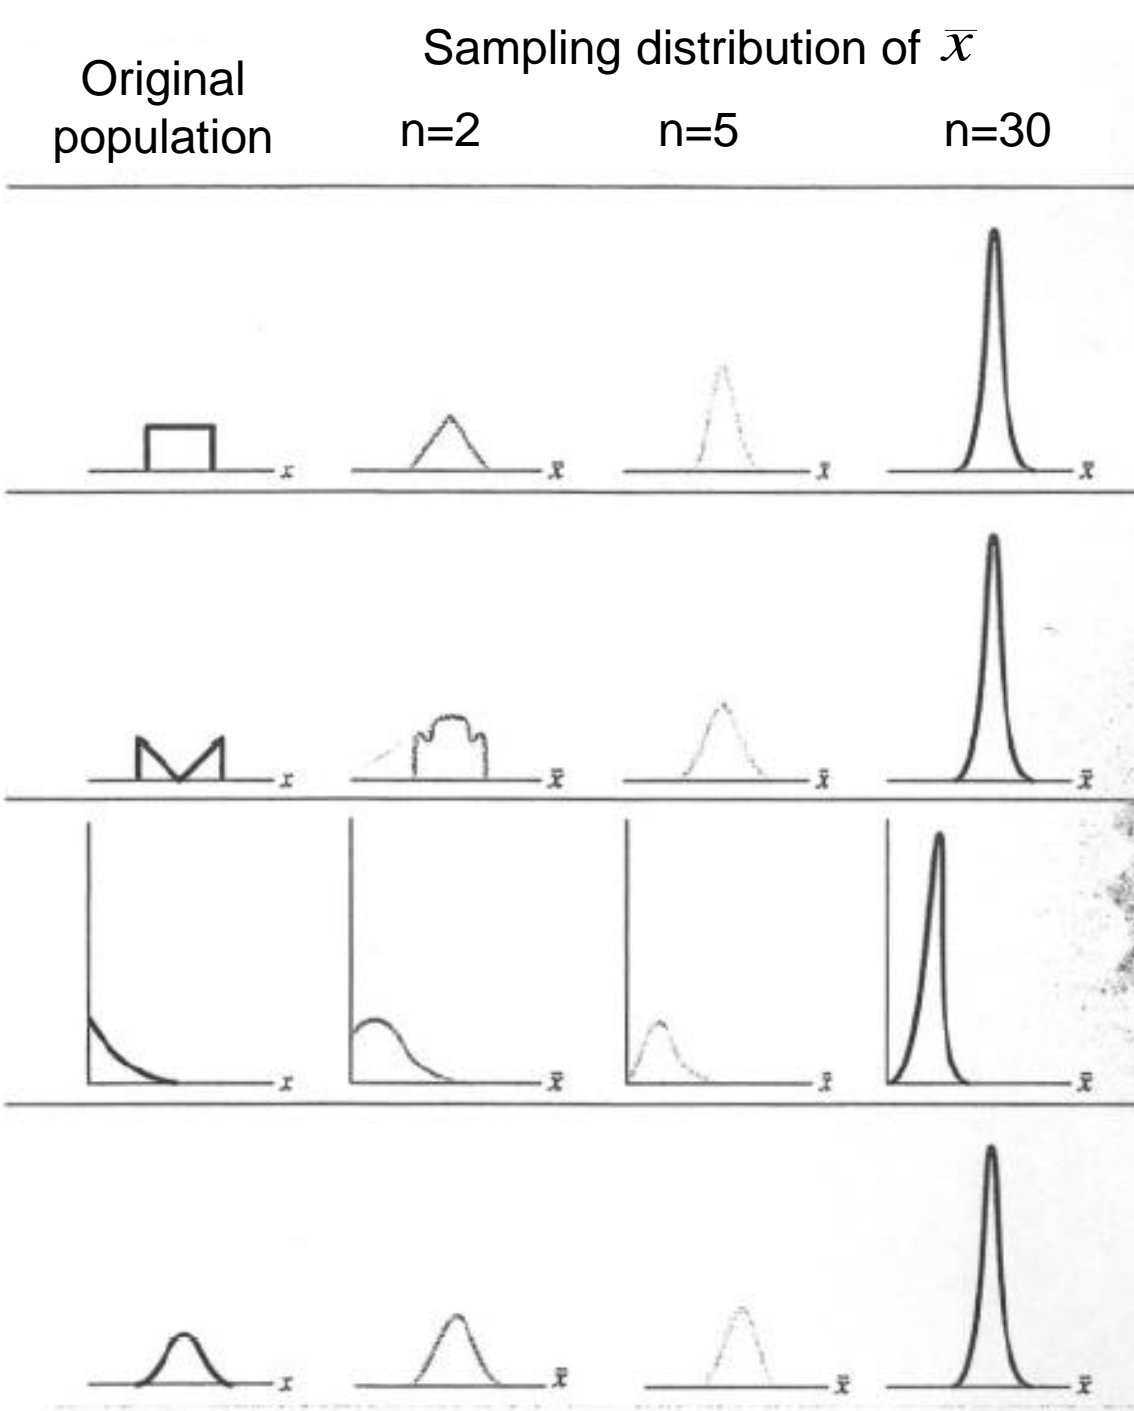 Sampling distribution of x̅
Original
population
n=2
n=5
n=30
x
x̅
x̅
x̅
x
x̅
x̅
x̅
x
x̅
x̅
x̅
x
x̅
x̅
x̅